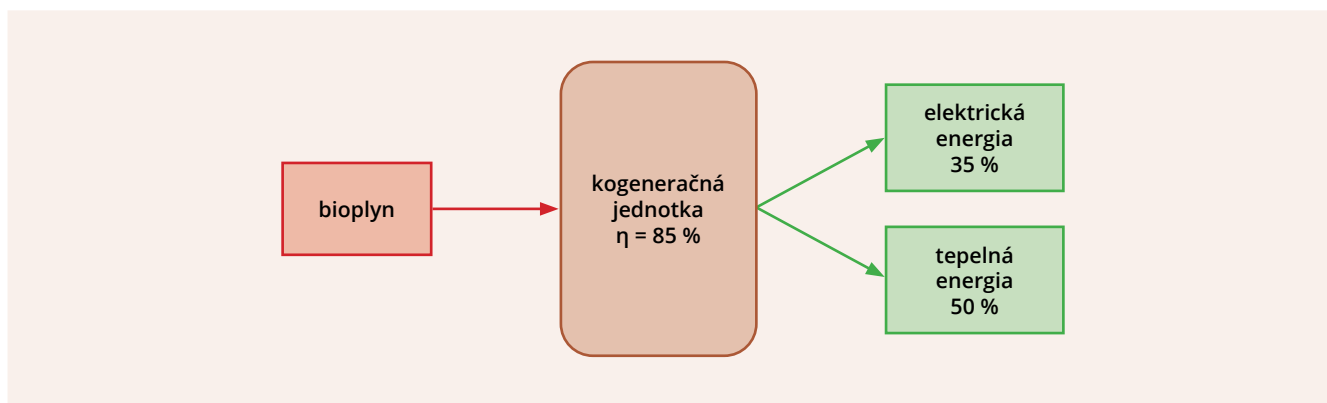 bioplyn
kogeneračná
jednotka
η = 85 %
elektrická
energia
35 %
tepelná
energia
50 %